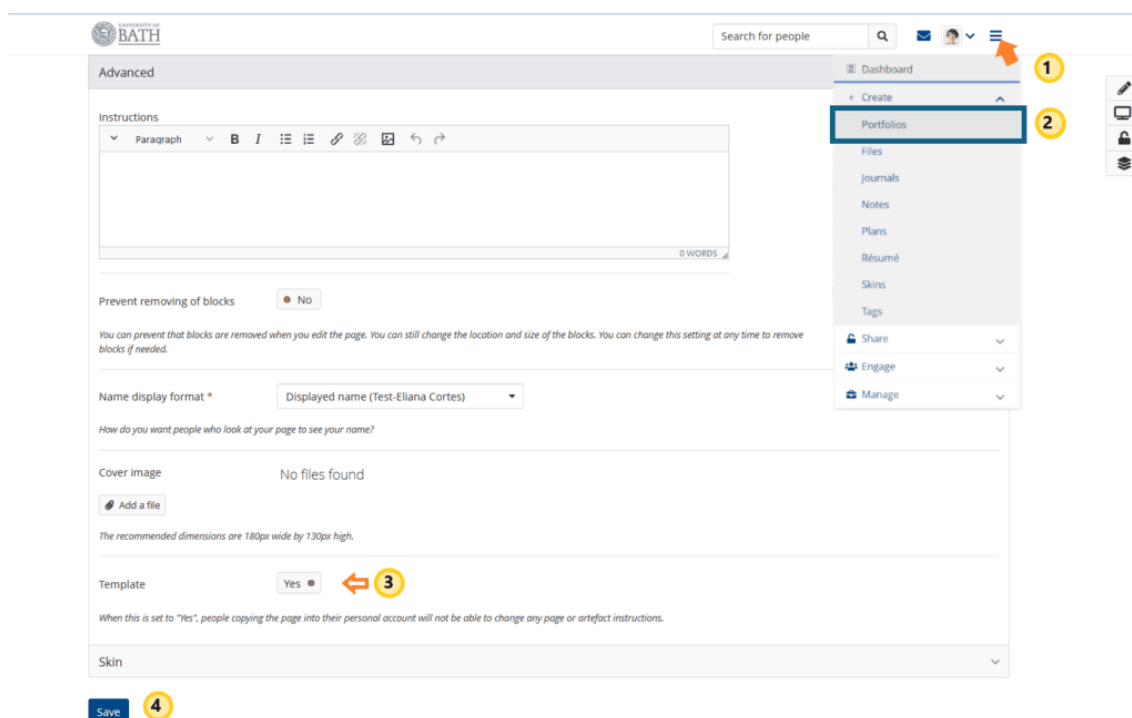 UNIVERSITY OF
BATH
Search for people
Advanced
1
Dashboard
Create
2
Portfolios
Files
Journals
Notes
Plans
Résumé
Skins
Tags
Share
Engage
Manage
Instructions
Paragraph B I
0 WORDS
Prevent removing of blocks No
You can prevent that blocks are removed when you edit the page. You can still change the location and size of the blocks. You can change this setting at any time to remove
blocks if needed.
Name display format * Displayed name (Test-Eliana Cortes)
How do you want people who look at your page to see your name?
Cover image No files found
Add a file
The recommended dimensions are 180px wide by 130px high.
Template Yes 3
When this is set to "Yes", people copying the page into their personal account will not be able to change any page or artefact instructions.
Skin
Save 4